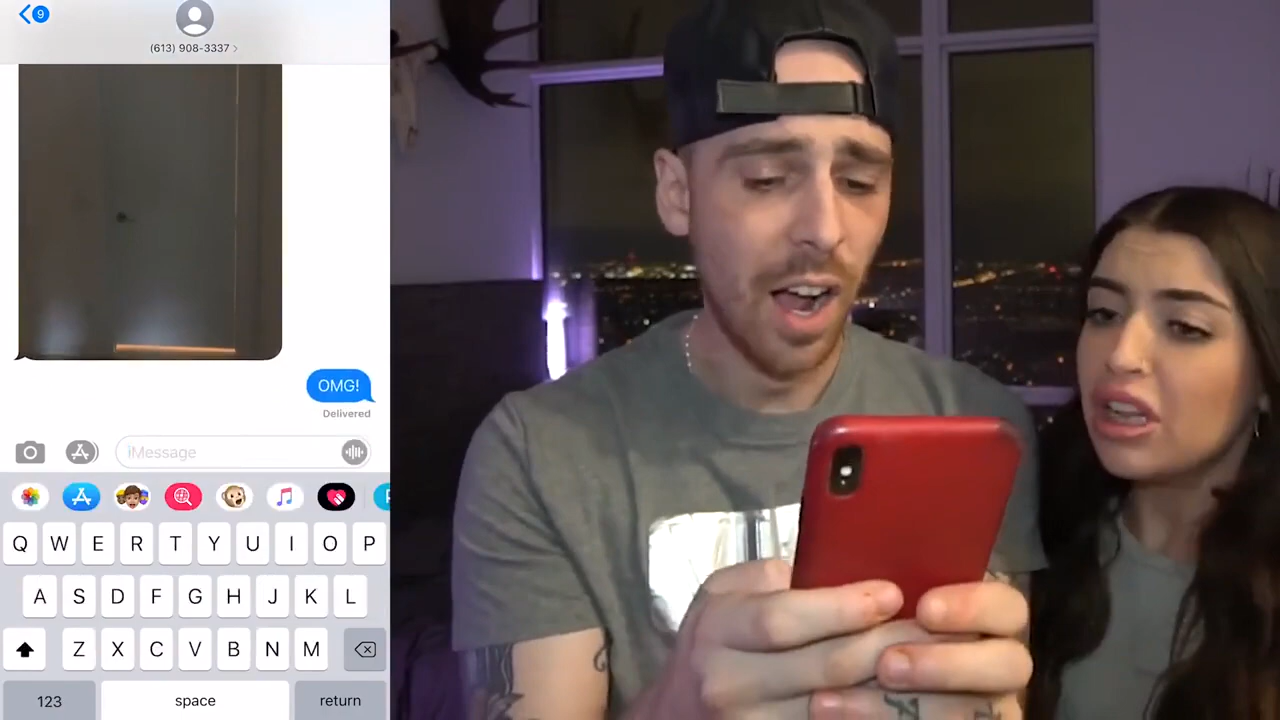 9
(613) 908-3337 >
OMG!
Delivered
iMessage
Q W E R T Y U I O P
A S D F G H J K L
Z X C V B N M
123 space return